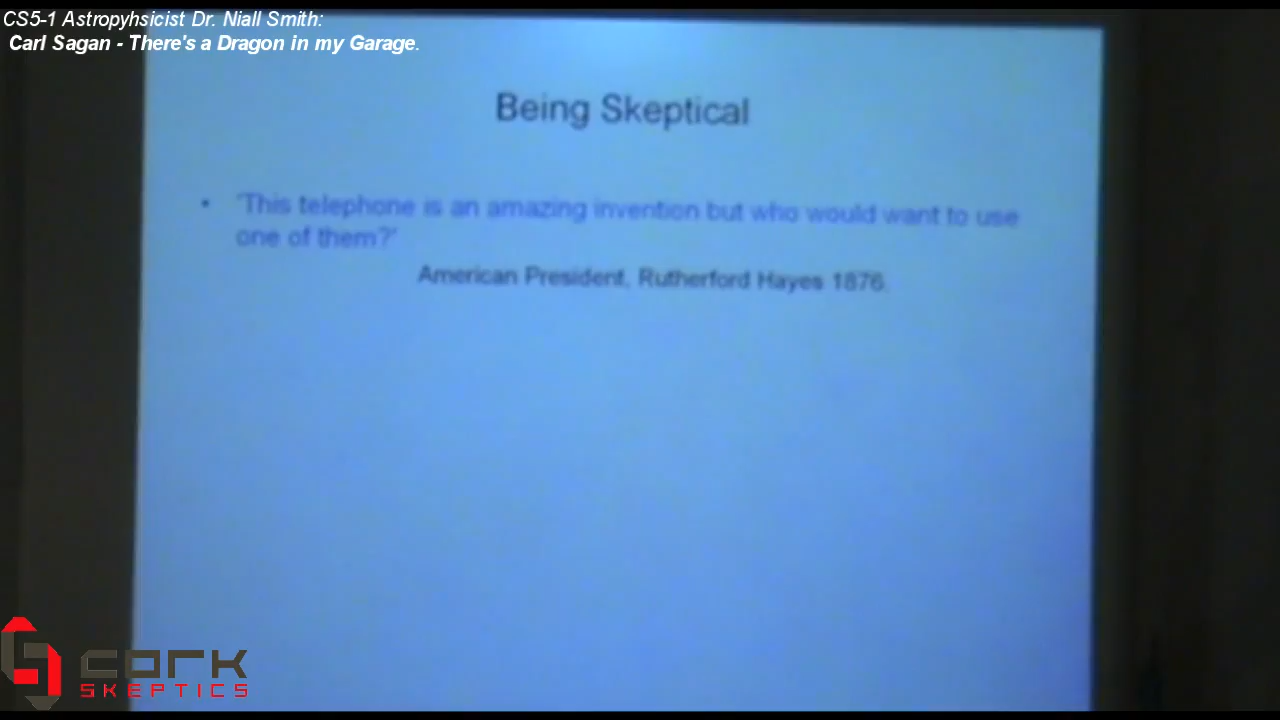 CS5-1 Astropyhsicist Dr. Niall Smith:
Carl Sagan - There's a Dragon in my Garage.
Being Skeptical
• 'This telephone is an amazing invention but who would want to use
one of them?'
American President, Rutherford Hayes 1876.
CORK
SKEPTICS